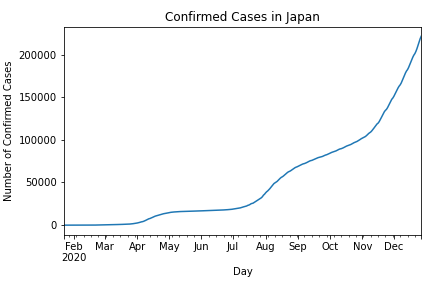 Confirmed Cases in Japan
Number of Confirmed Cases
200000
150000
100000
50000
0
Feb Mar Apr May Jun Jul Aug Sep Oct Nov Dec
2020
Day